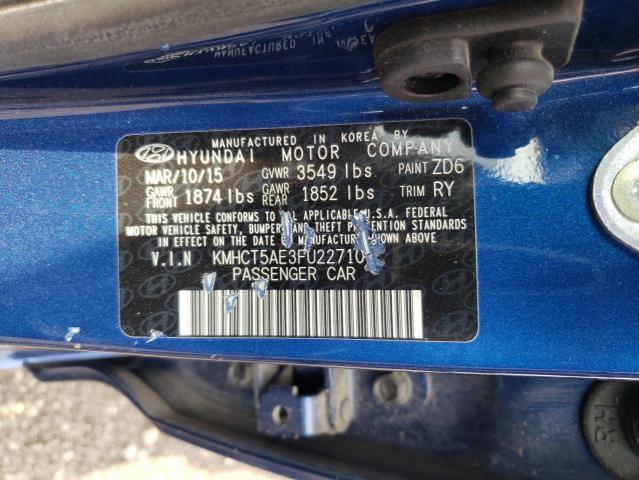 MANUFACTURED IN KOREA BY
HYUNDAI MOTOR COMPANY
MAR/10/15 GVWR 3549 lbs PAINT ZD6
GAWR FRONT 1874 lbs GAWR REAR 1852 lbs TRIM RY
THIS VEHICLE CONFORMS TO ALL APPLICABLE U.S.A. FEDERAL
MOTOR VEHICLE SAFETY, BUMPER, AND THEFT PREVENTION STANDARDS
IN EFFECT ON THE DATE OF MANUFACTURE SHOWN ABOVE
V.I.N KMHCT5AE3FU22710
PASSENGER CAR
RH